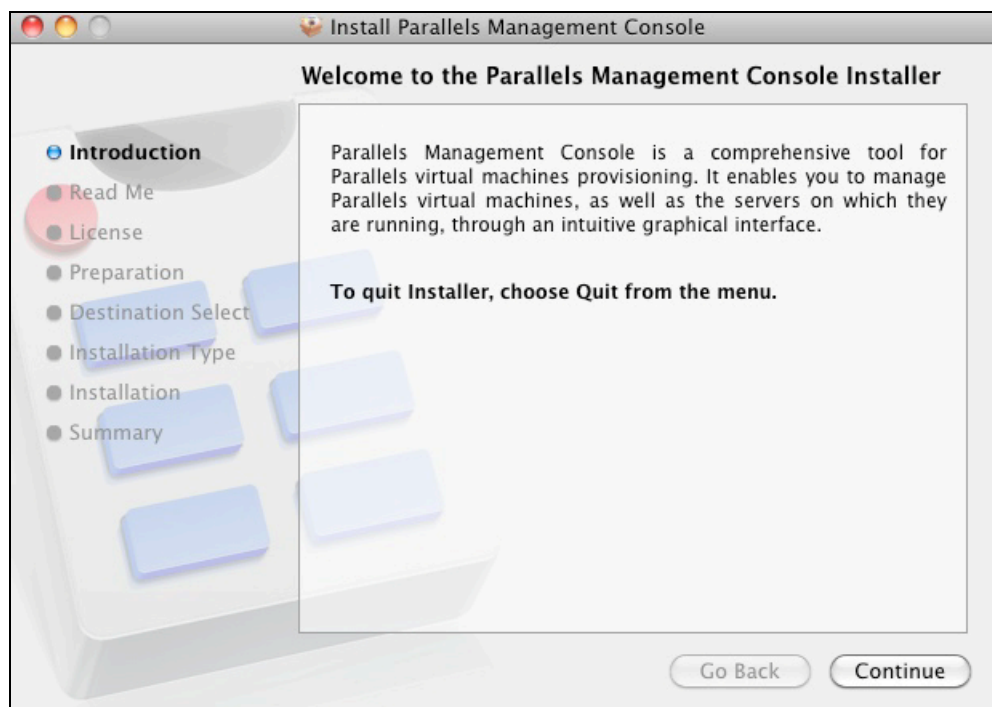 Install Parallels Management Console
Welcome to the Parallels Management Console Installer
Introduction
Read Me
License
Preparation
Destination Select
Installation Type
Installation
Summary
Parallels Management Console is a comprehensive tool for
Parallels virtual machines provisioning. It enables you to manage
Parallels virtual machines, as well as the servers on which they
are running, through an intuitive graphical interface.
To quit Installer, choose Quit from the menu.
Go Back
Continue